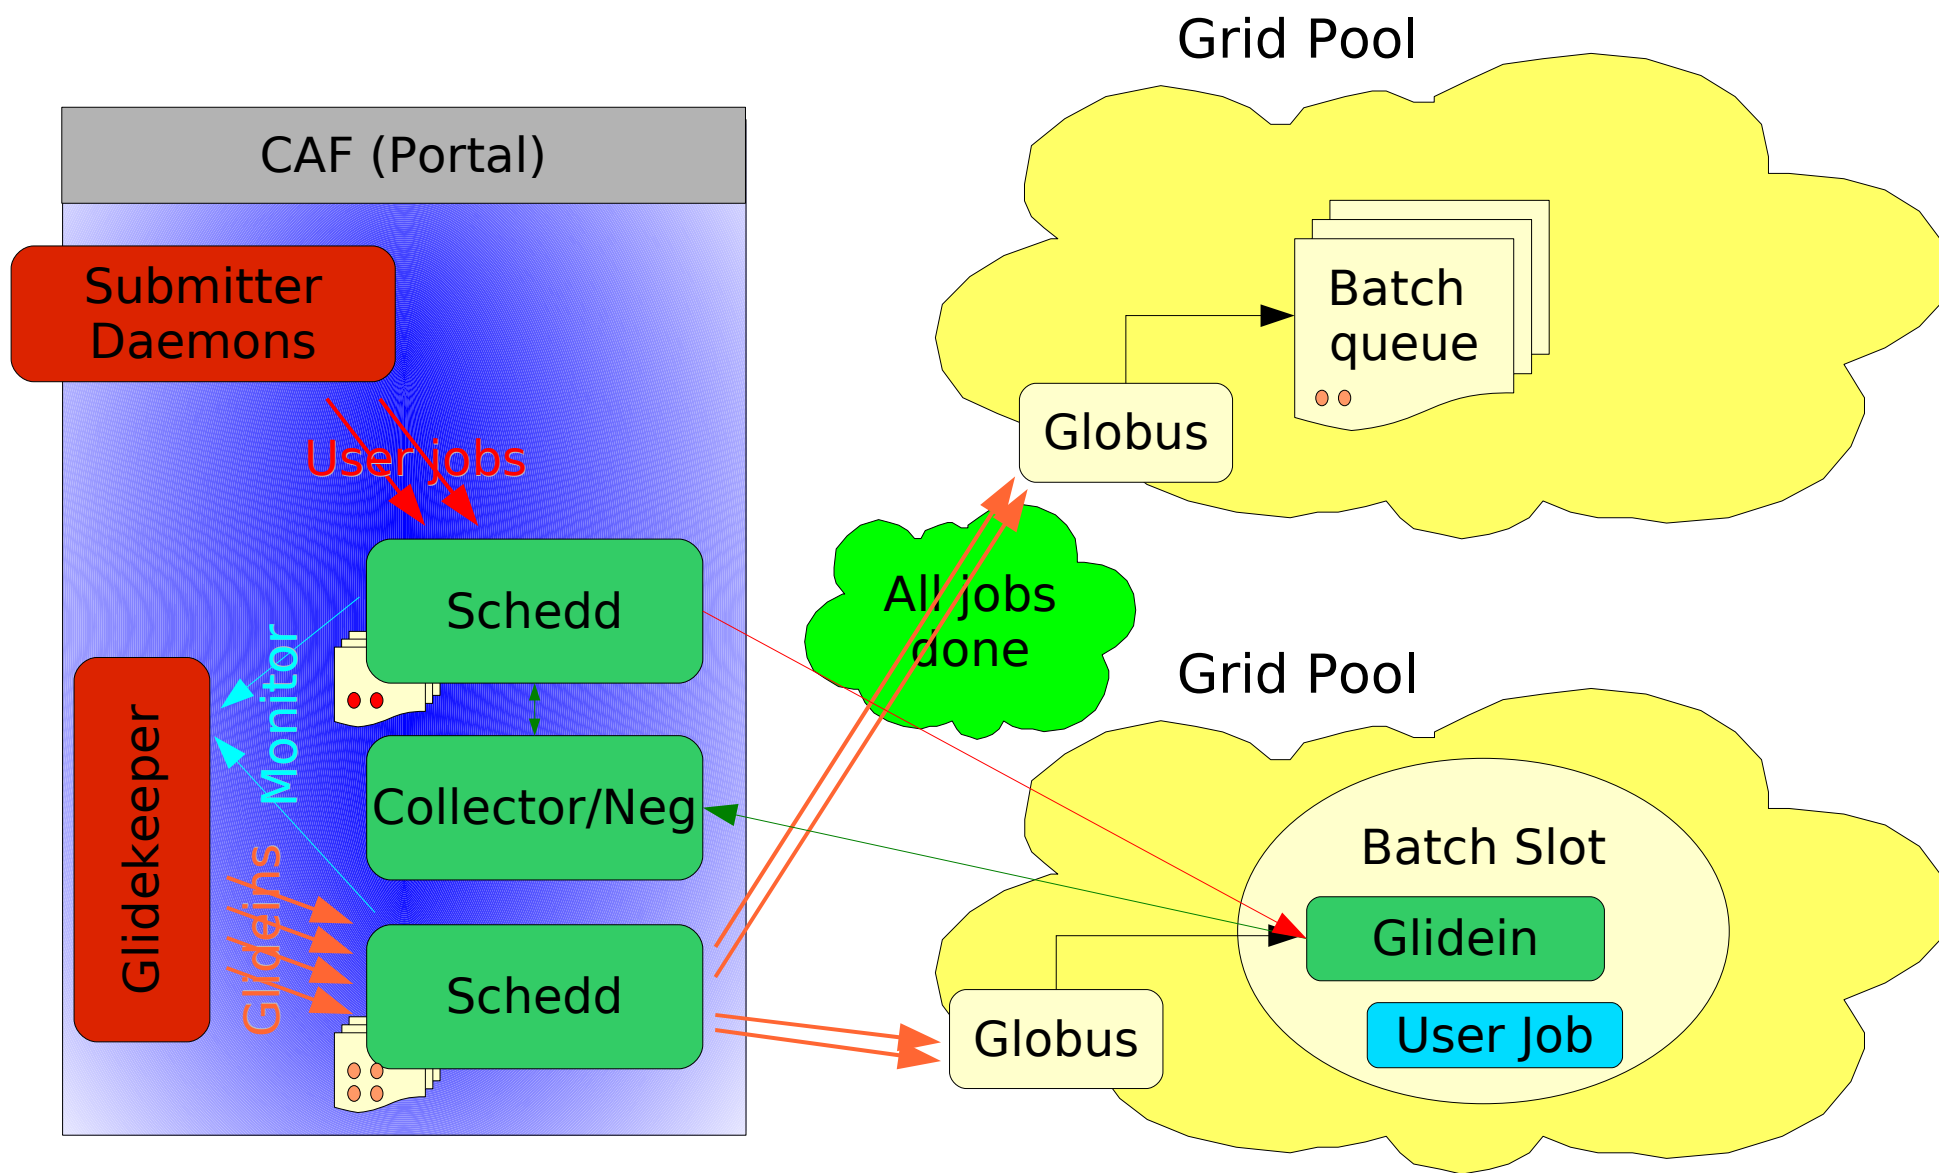 Grid Pool
CAF (Portal)
Submitter
Daemons
User jobs
Schedd
Monitor
Glidekeeper
Collector/Neg
Glideins
Schedd
Batch
queue
Globus
All jobs
done
Grid Pool
Batch Slot
Glidein
User Job
Globus